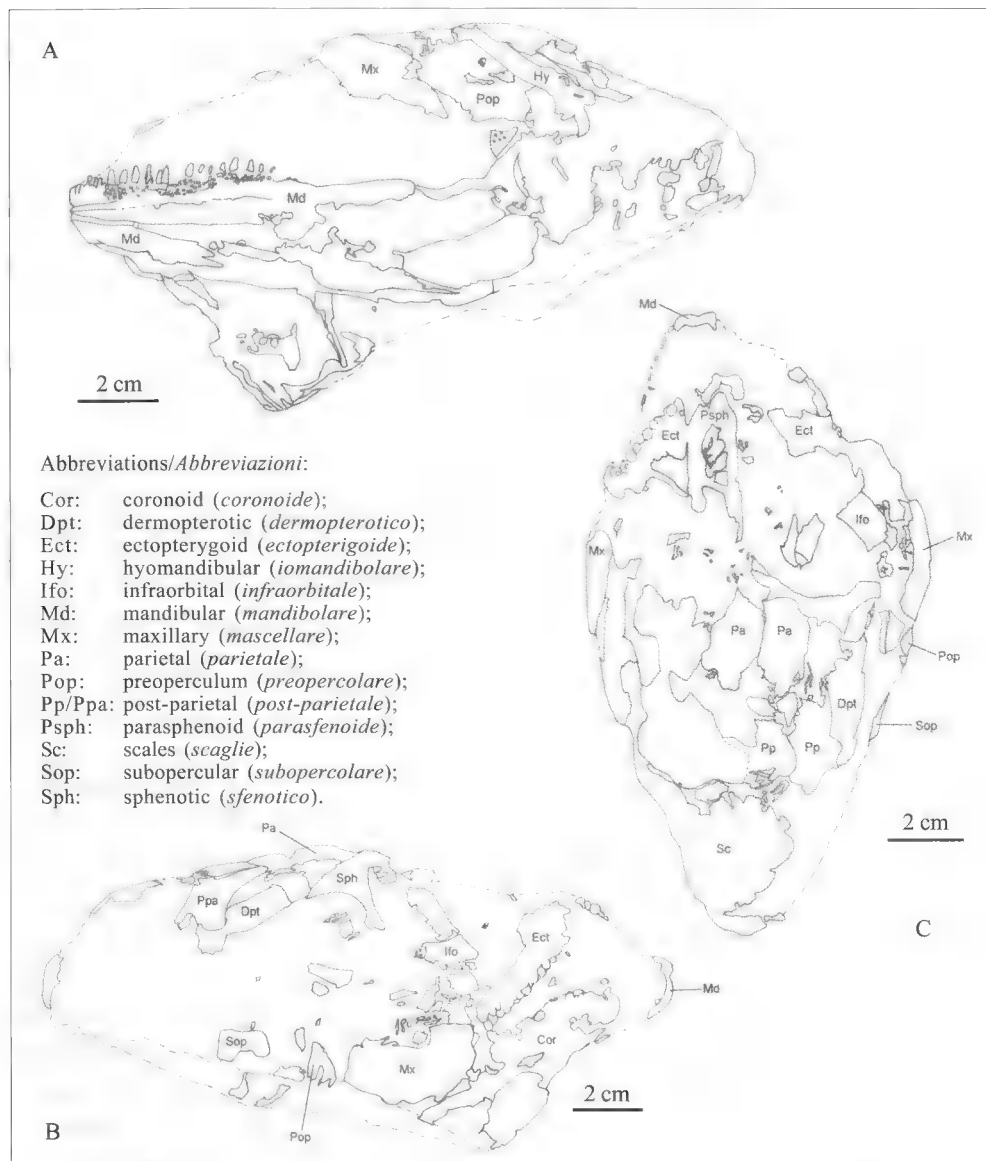 A
Mx
Hy
Pop
Md
Md
2 cm
Md
Psph
Ect
Ect
Ifo
Mx
Mx
Pa
Pa
Pop
Dpt
Sop
Pp
Pp
2 cm
Sc
C
Abbreviations/Abbreviazioni:
Cor: coronoid (coronoide);
Dpt: dermopterotic (dermopterotico);
Ect: ectopterygoid (ectopterigoide);
Hy: hyomandibular (iomandibolare);
Ifo: infraorbital (infraorbitale);
Md: mandibular (mandibolare);
Mx: maxillary (mascellare);
Pa: parietal (parietale);
Pop: preoperculum (preopercolare);
Pp/Ppa: post-parietal (post-parietale);
Psph: parasphenoid (parasfenoide);
Sc: scales (scaglie);
Sop: subopercular (subopercolare);
Sph: sphenotic (sfenotico).
Pa
Sph
Ppa
Dpt
Ect
Ifo
Md
Sop
Cor
Mx
2 cm
Pop
B